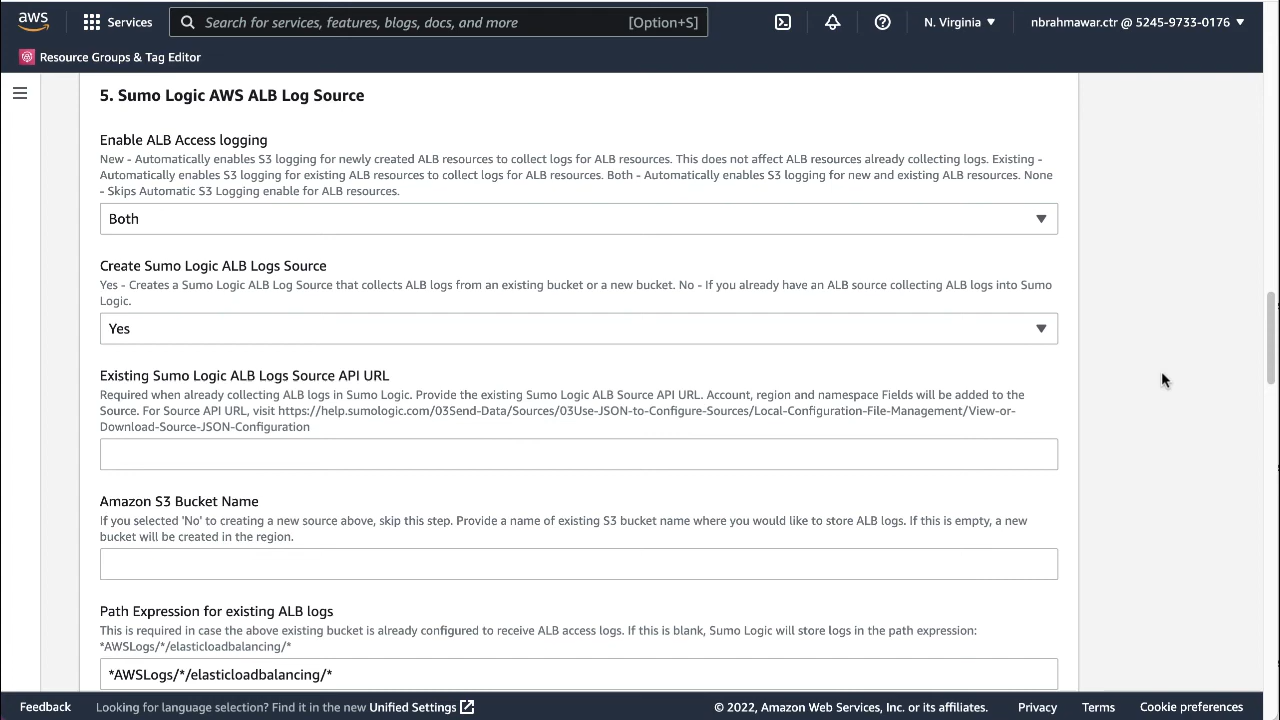 aws
Services
Search for services, features, blogs, docs, and more
[Option+S]
N. Virginia
nbrahmawar.ctr @ 5245-9733-0176
Resource Groups & Tag Editor
5. Sumo Logic AWS ALB Log Source
Enable ALB Access logging
New - Automatically enables S3 logging for newly created ALB resources to collect logs for ALB resources. This does not affect ALB resources already collecting logs. Existing -
Automatically enables S3 logging for existing ALB resources to collect logs for ALB resources. Both - Automatically enables S3 logging for new and existing ALB resources. None
- Skips Automatic S3 Logging enable for ALB resources.
Both
Create Sumo Logic ALB Logs Source
Yes - Creates a Sumo Logic ALB Log Source that collects ALB logs from an existing bucket or a new bucket. No - If you already have an ALB source collecting ALB logs into Sumo
Logic.
Yes
Existing Sumo Logic ALB Logs Source API URL
Required when already collecting ALB logs in Sumo Logic. Provide the existing Sumo Logic ALB Source API URL. Account, region and namespace Fields will be added to the
Source. For Source API URL, visit https://help.sumologic.com/03Send-Data/Sources/03Use-JSON-to-Configure-Sources/Local-Configuration-File-Management/View-or-
Download-Source-JSON-Configuration
Amazon S3 Bucket Name
If you selected 'No' to creating a new source above, skip this step. Provide a name of existing S3 bucket name where you would like to store ALB logs. If this is empty, a new
bucket will be created in the region.
Path Expression for existing ALB logs
This is required in case the above existing bucket is already configured to receive ALB access logs. If this is blank, Sumo Logic will store logs in the path expression:
*AWSLogs/*/elasticloadbalancing/*
*AWSLogs/*/elasticloadbalancing/*
Feedback
Looking for language selection? Find it in the new Unified Settings
© 2022, Amazon Web Services, Inc. or its affiliates.
Privacy
Terms
Cookie preferences